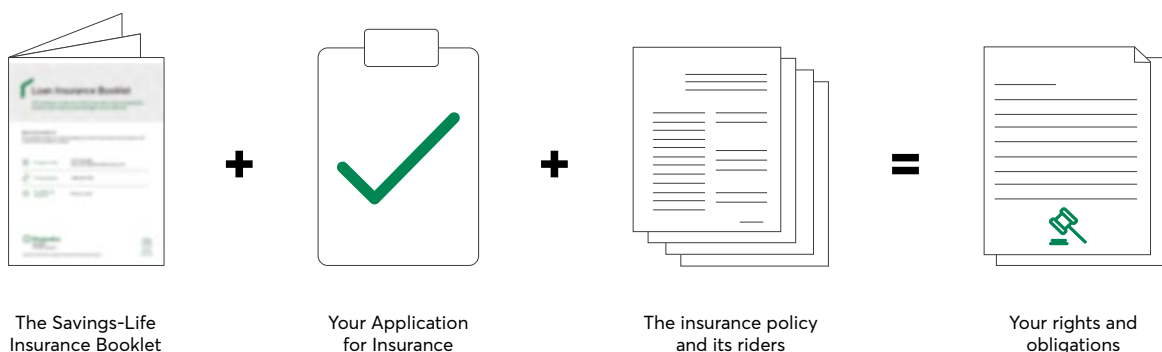 Loan Insurance Booklet
Desjardins
+
+
=
The Savings-Life
Insurance Booklet
Your Application
for Insurance
The insurance policy
and its riders
Your rights and
obligations